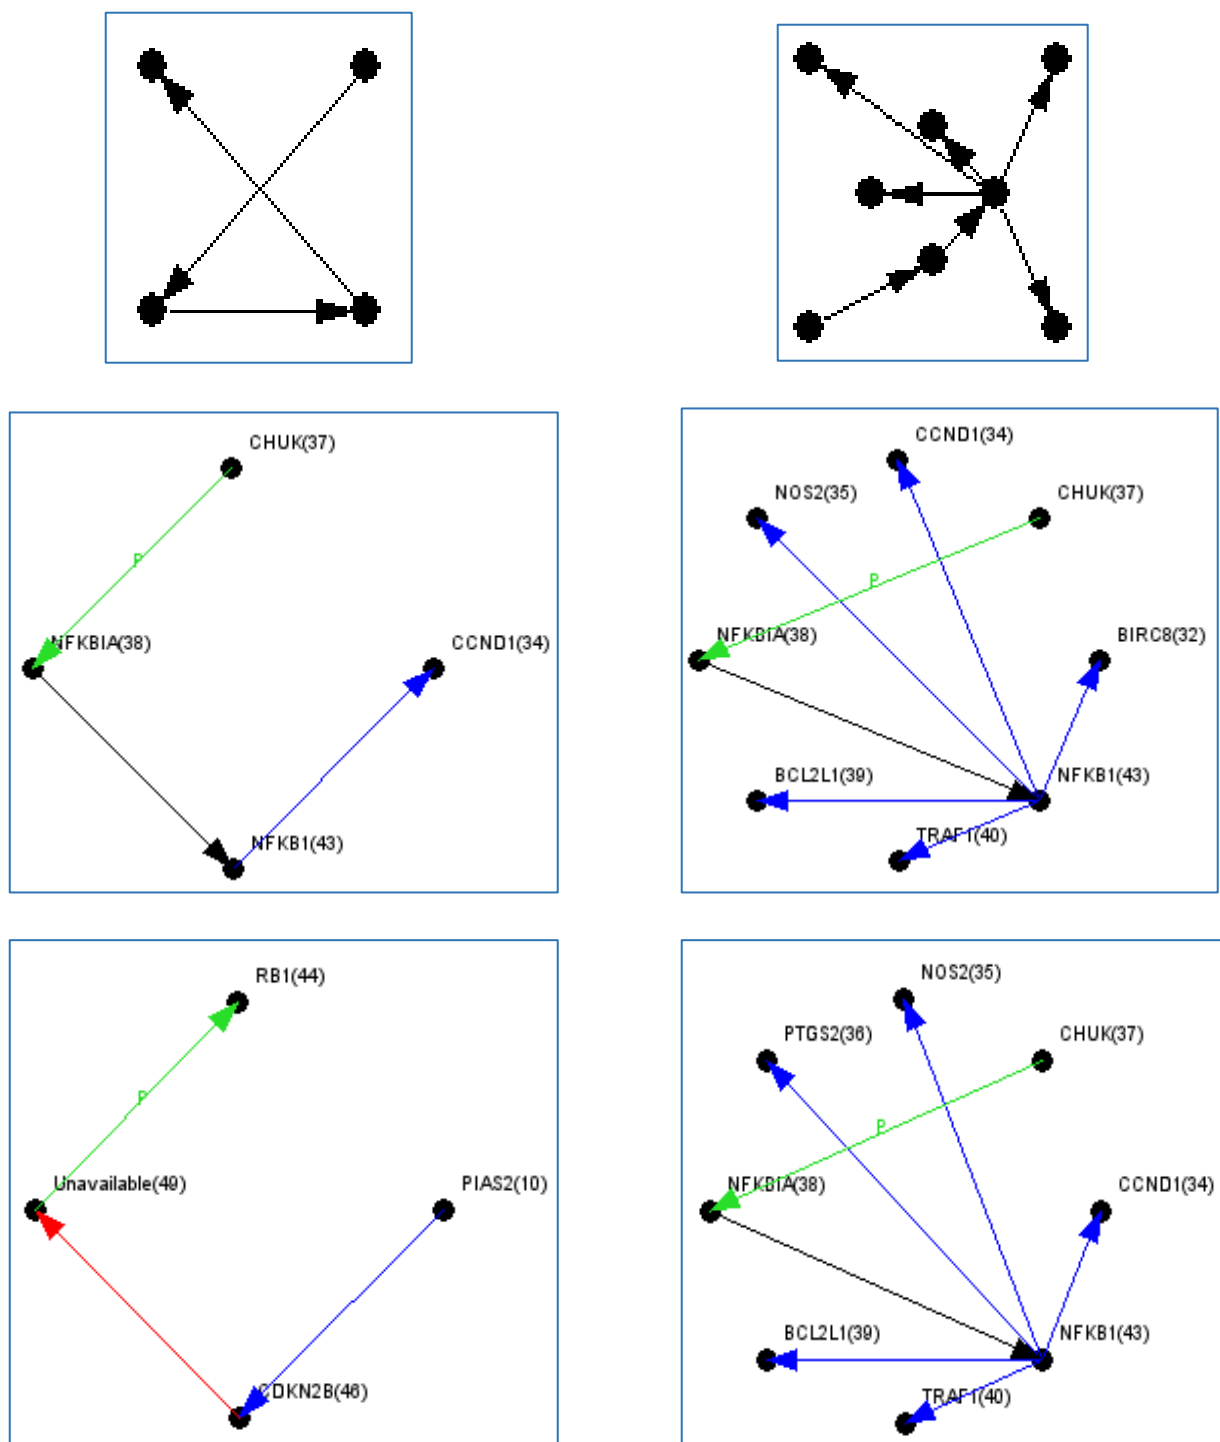 CHUK(37)
P
NFKBIA(38)
CCND1(34)
NFKB1(43)
CCND1(34)
NOS2(35)
CHUK(37)
P
NFKBIA(38)
BIRC8(32)
BCL2L1(39)
NFKB1(43)
TRAF1(40)
RB1(44)
P
Unavailable(49)
PIAS2(10)
CDKN2B(46)
NOS2(35)
PTGS2(36)
CHUK(37)
P
NFKBIA(38)
CCND1(34)
BCL2L1(39)
NFKB1(43)
TRAF1(40)